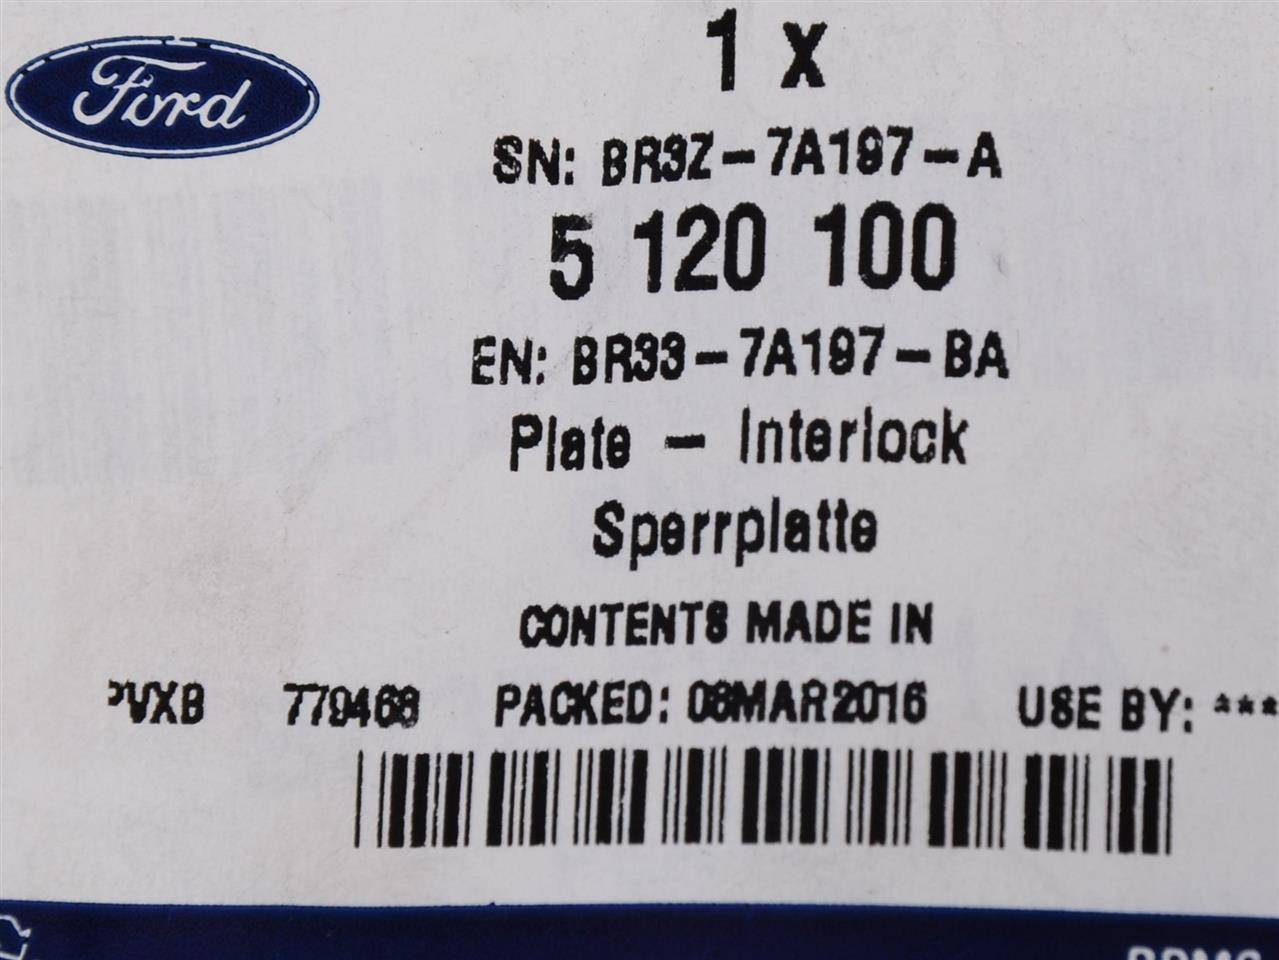 Ford
1 X
SN: BR3Z-7A197-A
5 120 100
EN: BR33-7A197-BA
Plate - Interlock
Sperrplatte
CONTENTS MADE IN
PVXB 779468 PACKED: 08MAR2016 USE BY: ***